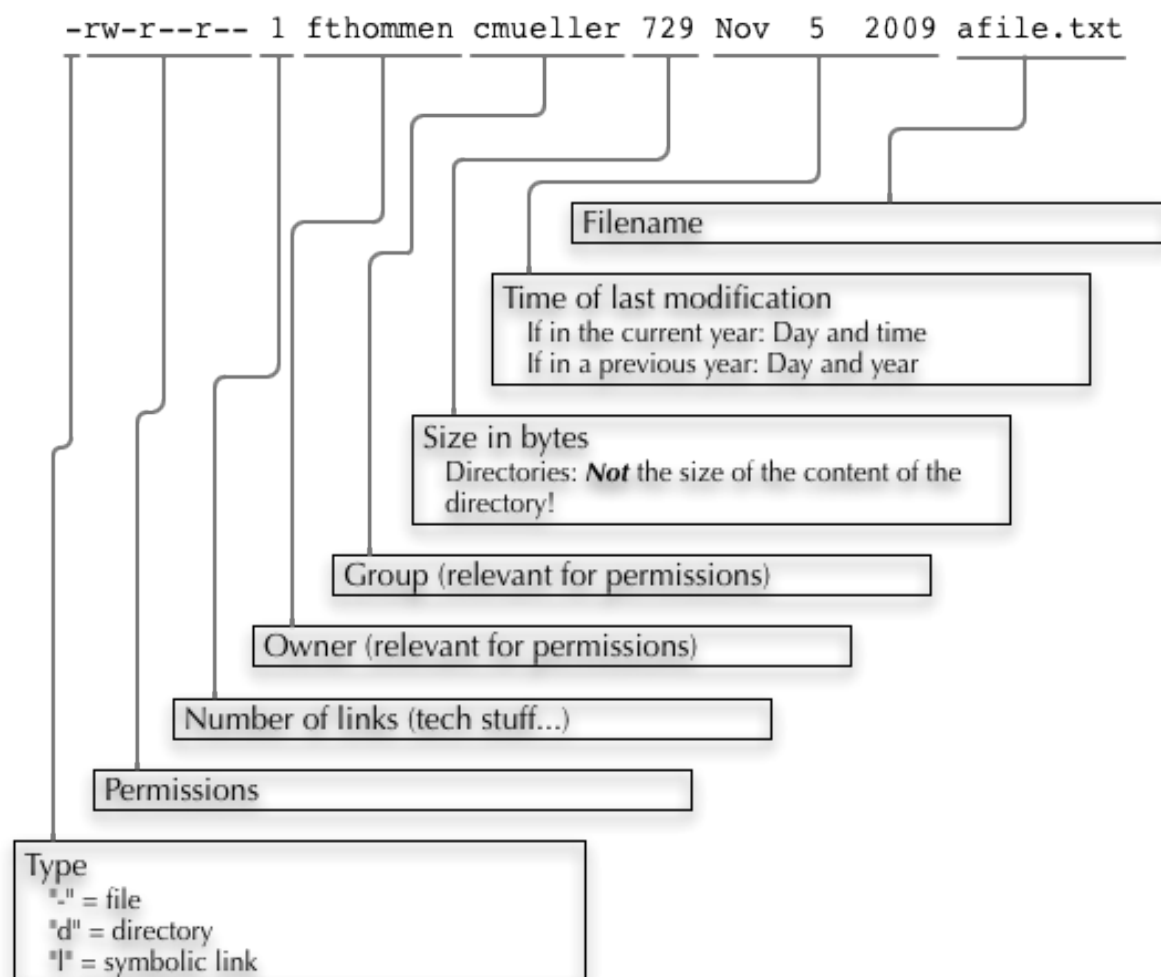 -rw-r--r-- 1 fthommen cmueller 729 Nov 5 2009 afile.txt
Filename
Time of last modification
If in the current year: Day and time
If in a previous year: Day and year
Size in bytes
Directories: Not the size of the content of the
directory!
Group (relevant for permissions)
Owner (relevant for permissions)
Number of links (tech stuff...)
Permissions
Type
"-" = file
"d" = directory
"l" = symbolic link